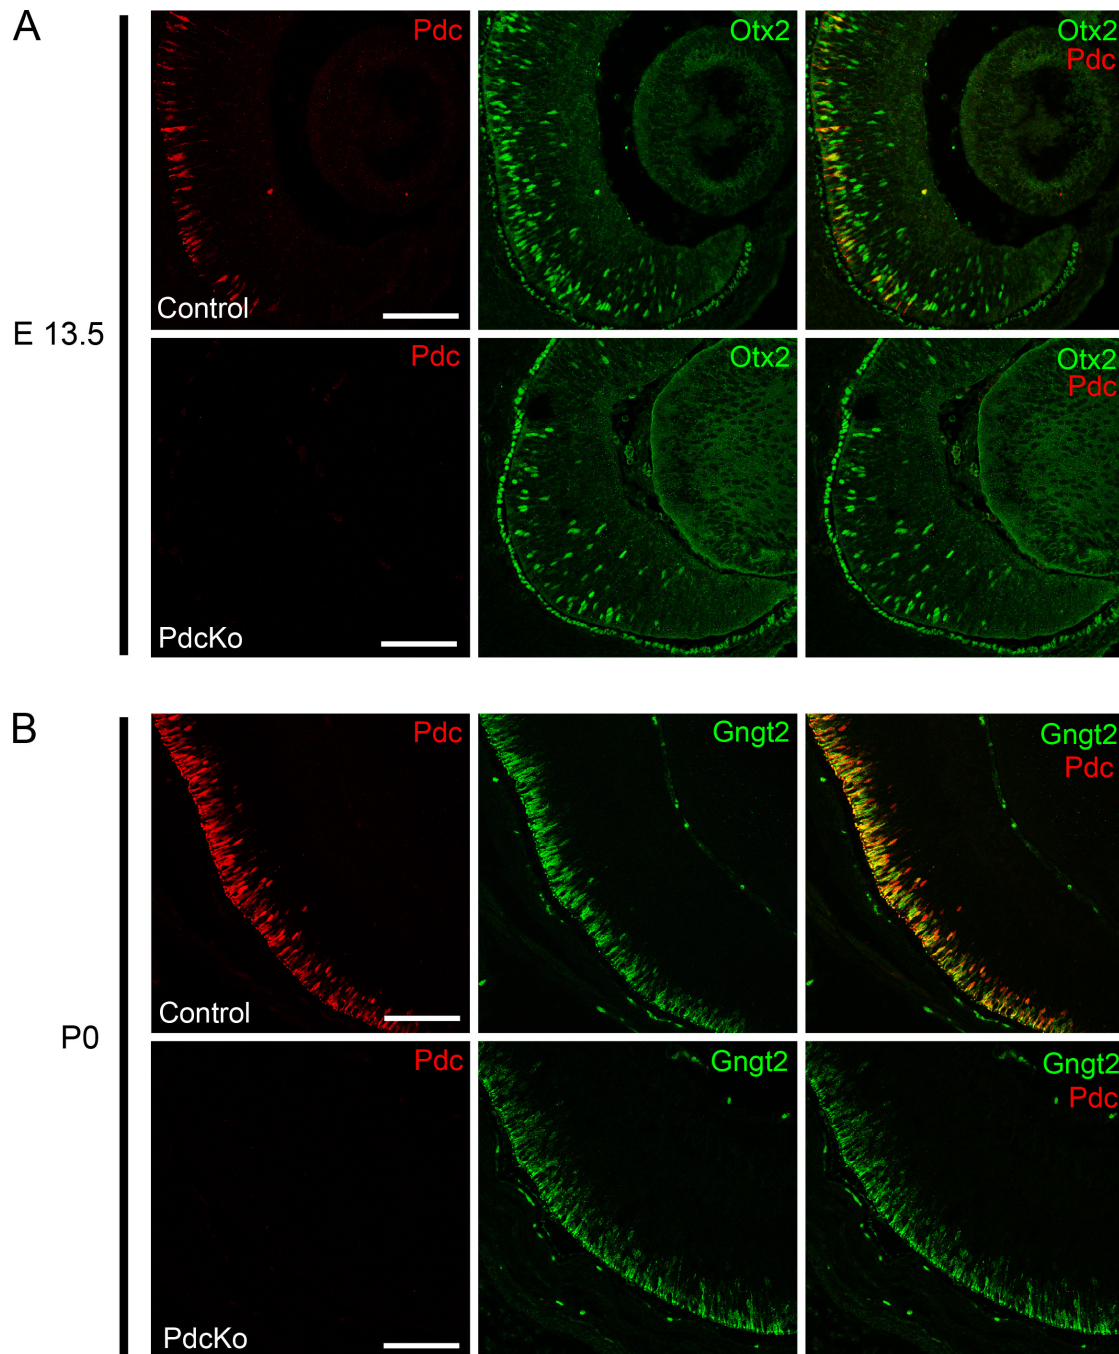 A
Pdc
Otx2
Otx2
Pdc
Control
E 13.5
Pdc
Otx2
Otx2
Pdc
PdcKo
B
Pdc
Gngt2
Gngt2
Pdc
Control
P0
Pdc
Gngt2
Gngt2
Pdc
PdcKo